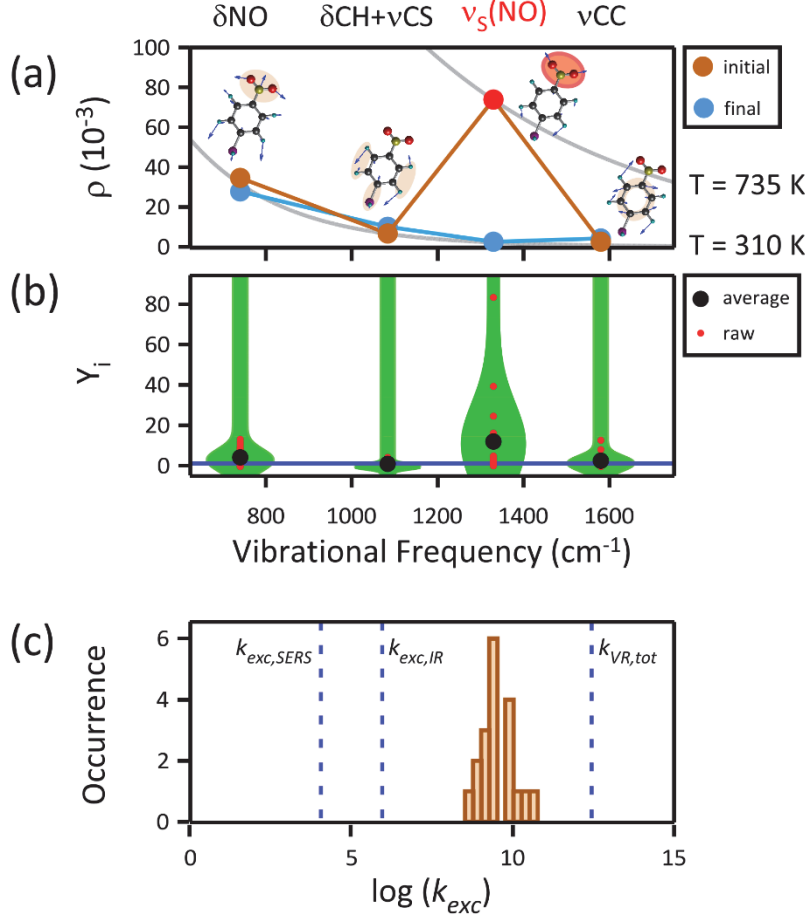 δNO δCH+νCS νS(NO) νCC
(a)
100
80
60
40
20
0
ρ (10-3)
initial
final
T = 735 K
T = 310 K
(b)
80
60
40
20
0
Yi
average
raw
800 1000 1200 1400 1600
Vibrational Frequency (cm-1)
(c)
6
4
2
0
Occurrence
kexc,SERS
kexc,IR
kVR,tot
0 5 10 15
log (kexc)